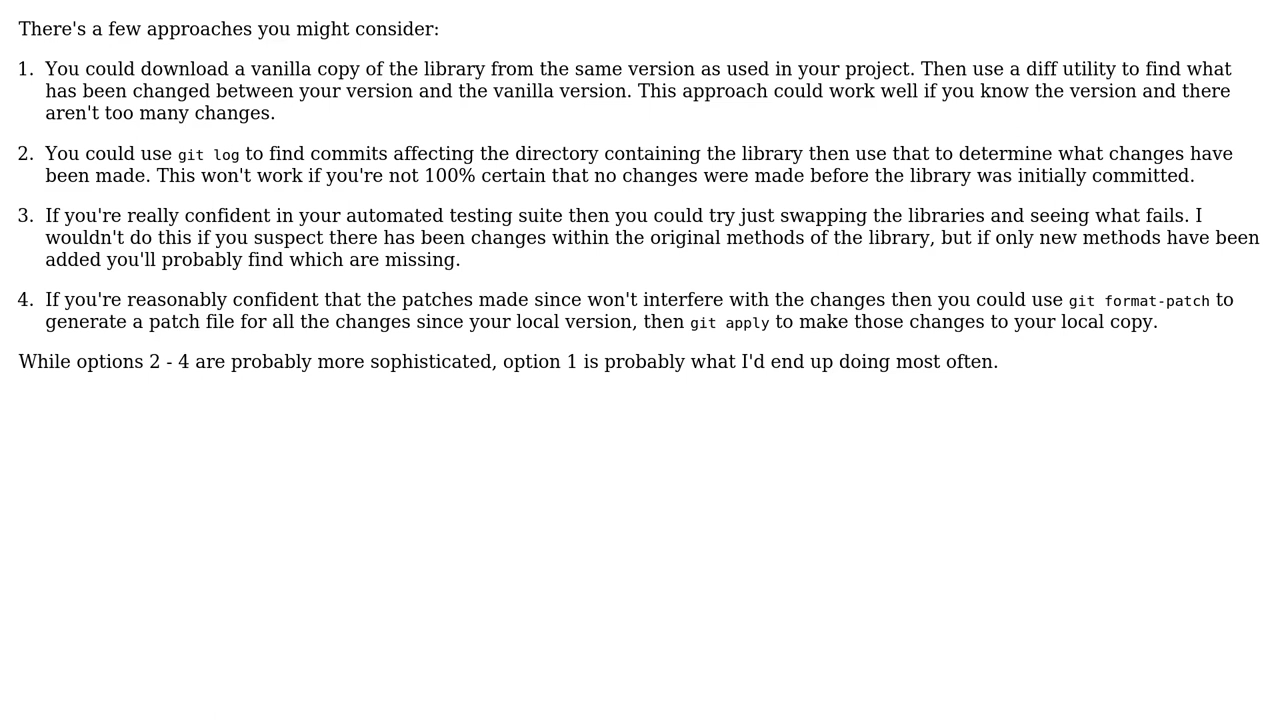 There's a few approaches you might consider:
1. You could download a vanilla copy of the library from the same version as used in your project. Then use a diff utility to find what
has been changed between your version and the vanilla version. This approach could work well if you know the version and there
aren't too many changes.
2. You could use git log to find commits affecting the directory containing the library then use that to determine what changes have
been made. This won't work if you're not 100% certain that no changes were made before the library was initially committed.
3. If you're really confident in your automated testing suite then you could try just swapping the libraries and seeing what fails. I
wouldn't do this if you suspect there has been changes within the original methods of the library, but if only new methods have been
added you'll probably find which are missing.
4. If you're reasonably confident that the patches made since won't interfere with the changes then you could use git format-patch to
generate a patch file for all the changes since your local version, then git apply to make those changes to your local copy.
While options 2 - 4 are probably more sophisticated, option 1 is probably what I'd end up doing most often.